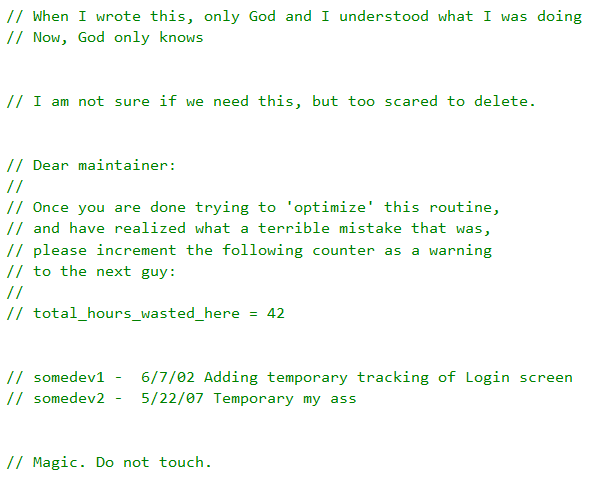 // When I wrote this, only God and I understood what I was doing
// Now, God only knows
// I am not sure if we need this, but too scared to delete.
// Dear maintainer:
//
// Once you are done trying to 'optimize' this routine,
// and have realized what a terrible mistake that was,
// please increment the following counter as a warning
// to the next guy:
//
// total_hours_wasted_here = 42
// somedev1 -  6/7/02 Adding temporary tracking of Login screen
// somedev2 -  5/22/07 Temporary my ass
// Magic. Do not touch.